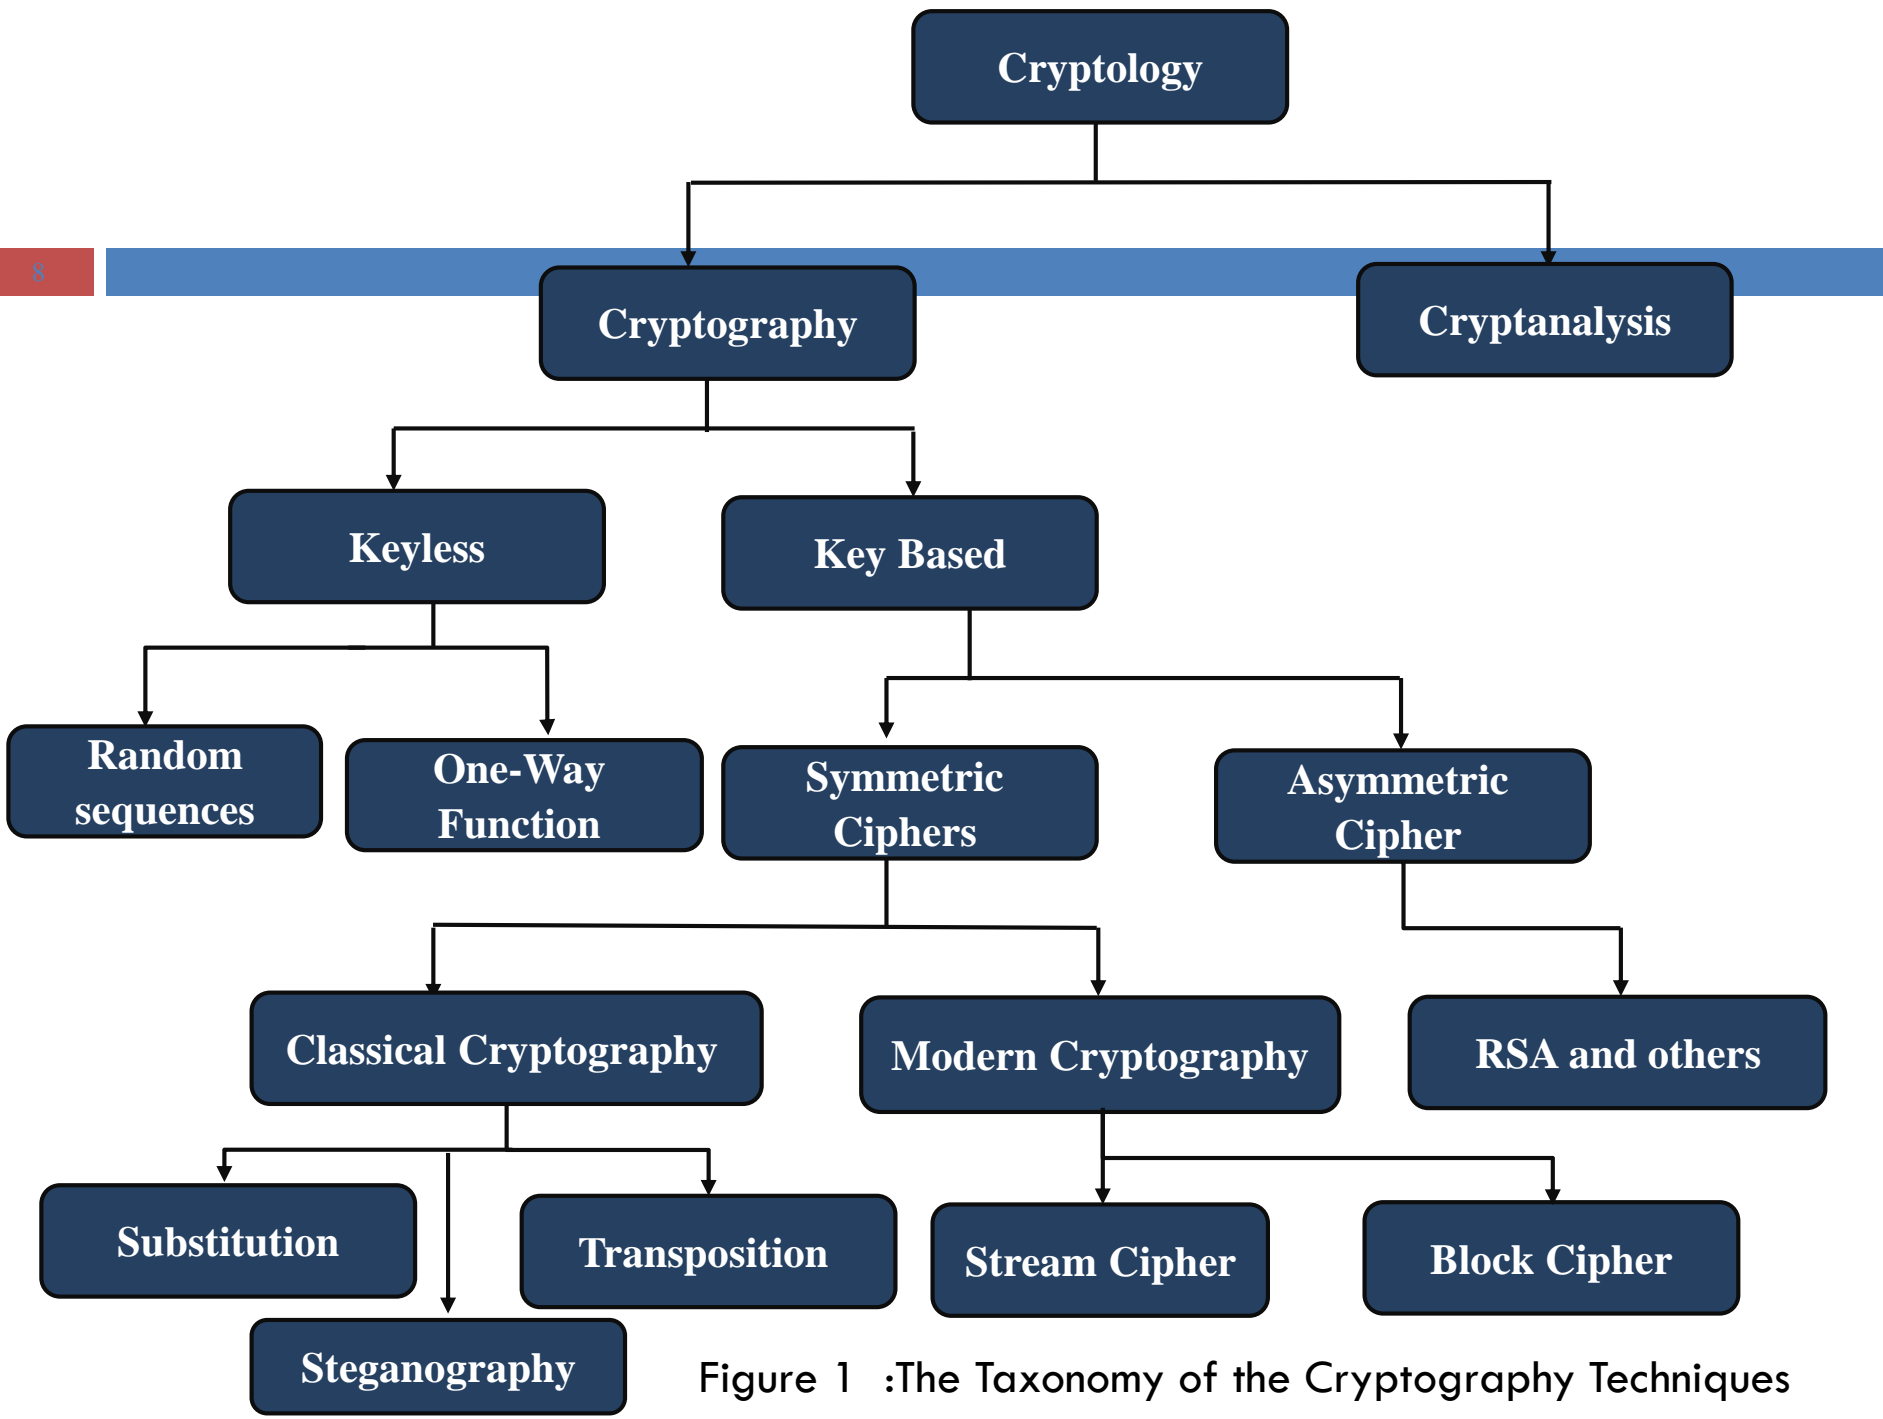 Cryptology
8
Cryptography
Cryptanalysis
Keyless
Key Based
Random
sequences
One-Way
Function
Symmetric
Ciphers
Asymmetric
Cipher
Classical Cryptography
Modern Cryptography
RSA and others
Substitution
Transposition
Stream Cipher
Block Cipher
Steganography
Figure 1 :The Taxonomy of the Cryptography Techniques